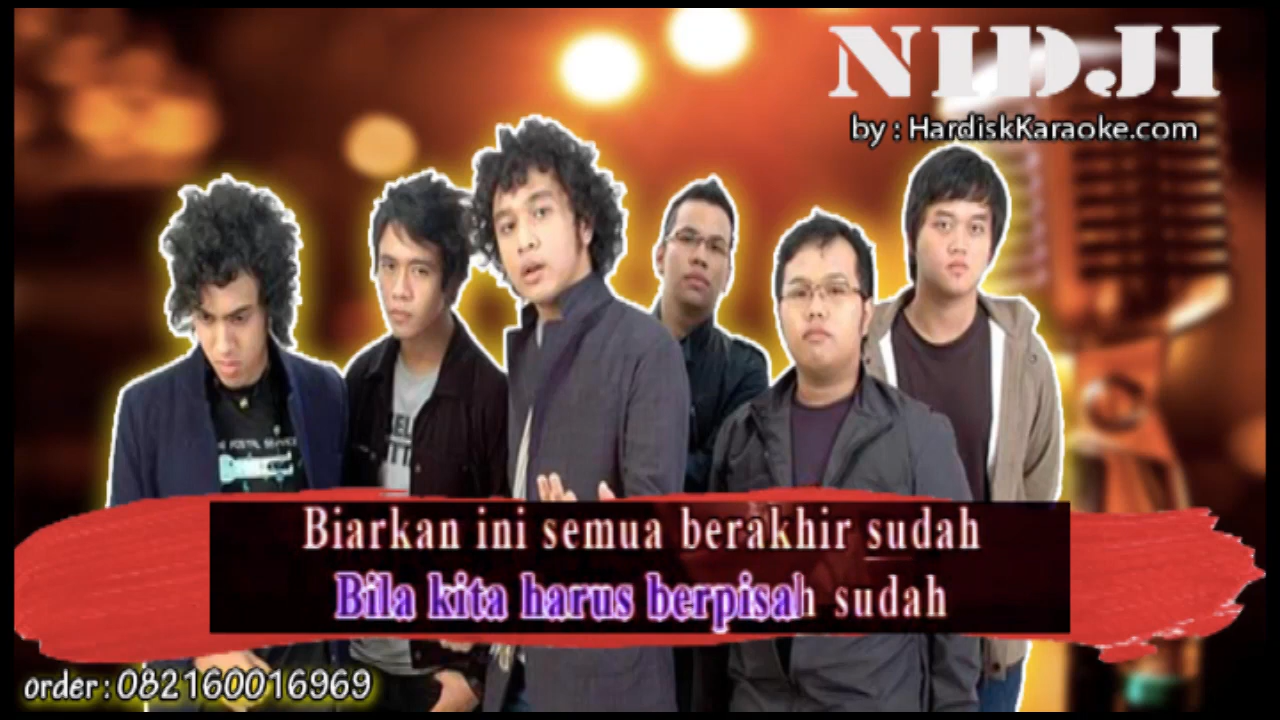 NIDJI
by : HardiskKaraoke.com
Biarkan ini semua berakhir sudah
Bila kita harus berpisah sudah
order : 082160016969